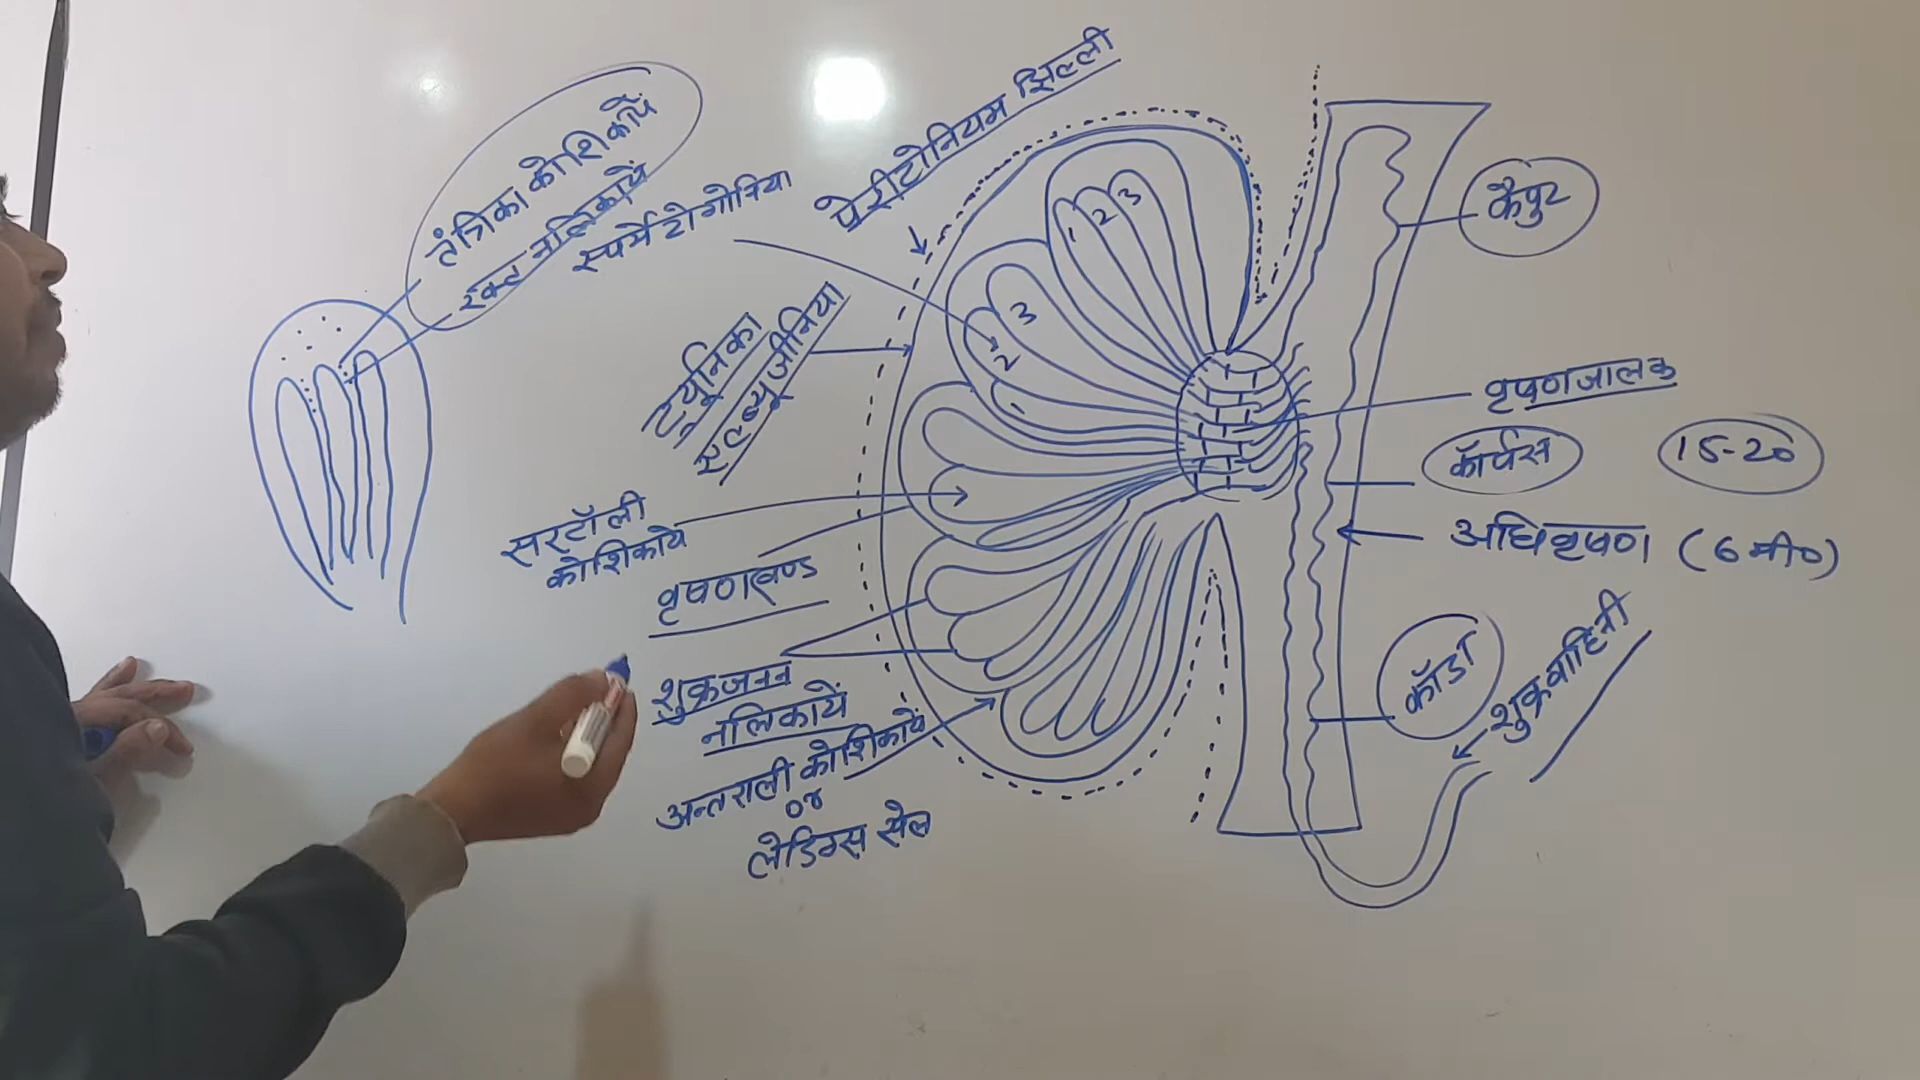 तंत्रिका कोशिकायें
रक्त नलिकायें
स्पर्मेटोगोनिया
पेरीटोनियम झिल्ली
ट्यूनिका
एल्ब्यूजीनिया
1 2 3
3
2
1
कैपुट
वृषणजालक
कॉर्पस
15-20
अधिवृषण (6 मी०)
कॉडा
शुक्रवाहिनी
सरटॉली
कोशिकाये
वृषणखण्ड
शुक्रजनन
नलिकायें
अन्तराली कोशिकायें
or
लेडिग्स सेल